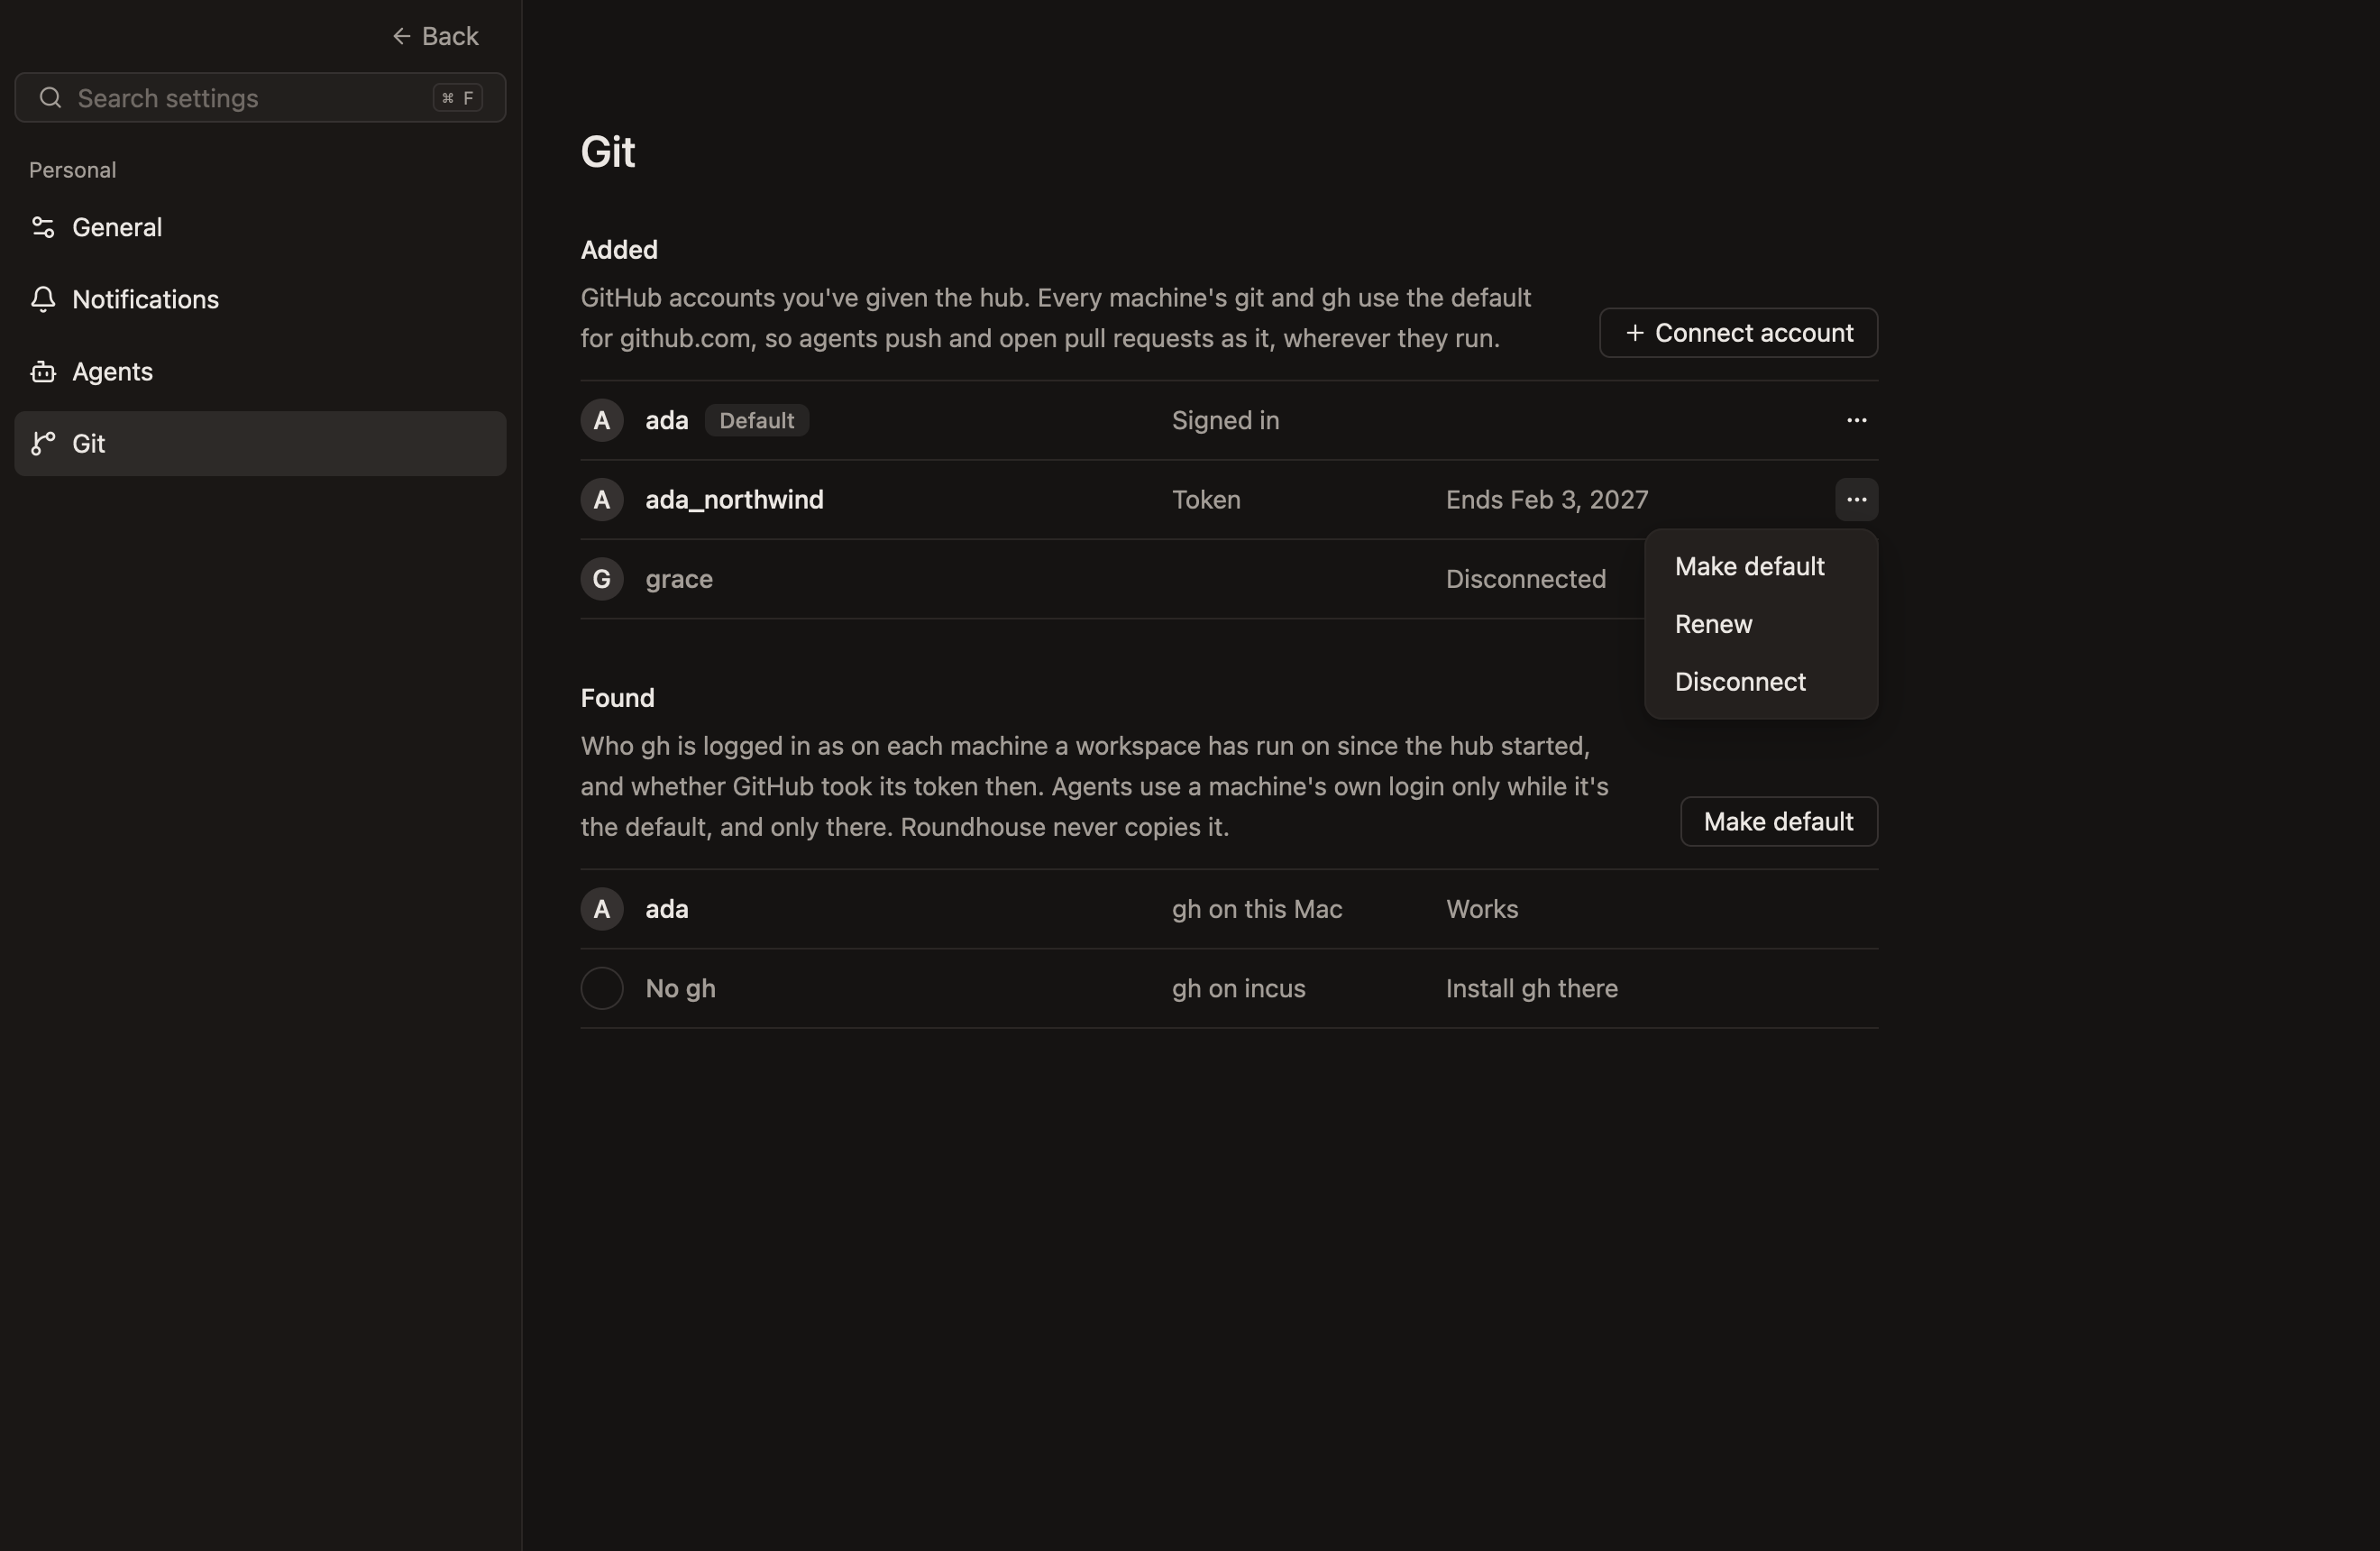 Back
Search settings
⌘ F
Personal
General
Notifications
Agents
Git
Git
Added
GitHub accounts you've given the hub. Every machine's git and gh use the default
for github.com, so agents push and open pull requests as it, wherever they run.
Connect account
A ada Default Signed in
A ada_northwind Token Ends Feb 3, 2027
G grace Disconnected
Make default
Renew
Disconnect
Found
Who gh is logged in as on each machine a workspace has run on since the hub started,
and whether GitHub took its token then. Agents use a machine's own login only while it's
the default, and only there. Roundhouse never copies it.
Make default
A ada gh on this Mac Works
No gh gh on incus Install gh there